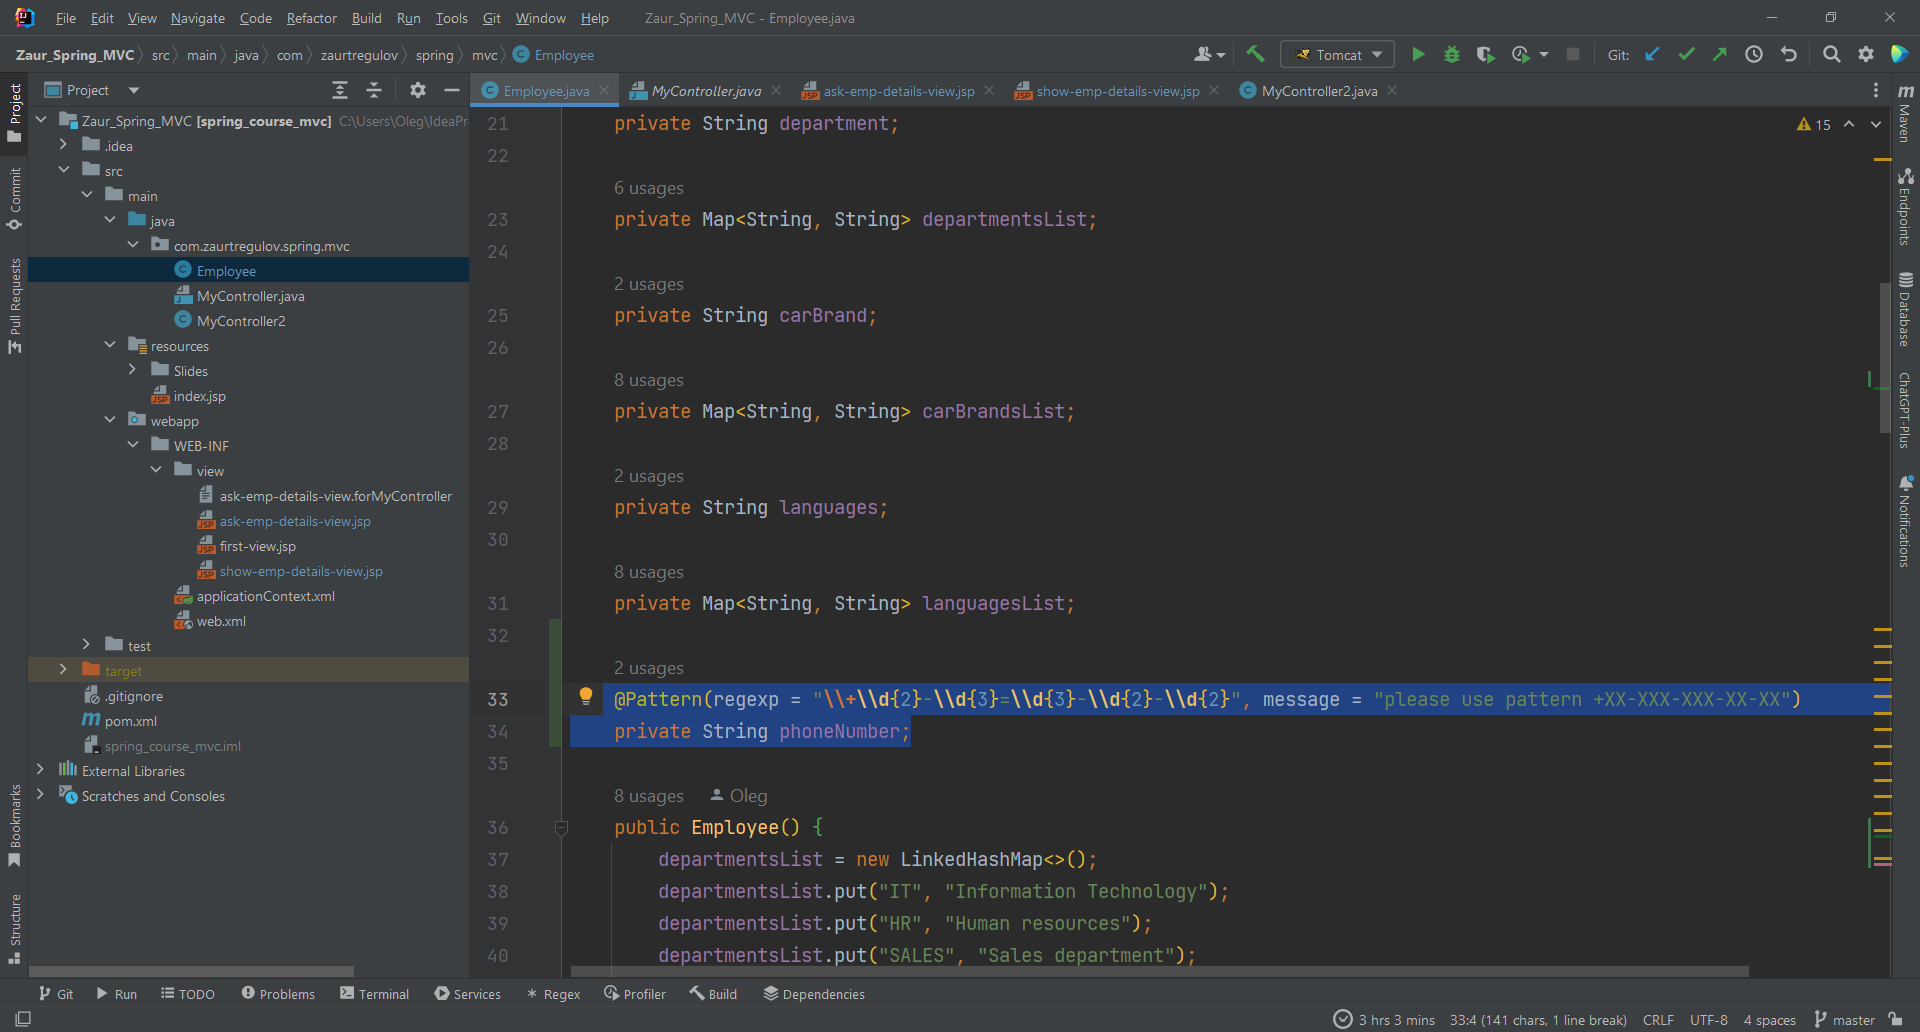 File Edit View Navigate Code Refactor Build Run Tools Git Window Help Zaur_Spring_MVC - Employee.java
Zaur_Spring_MVC src main java com zaurtregulov spring mvc Employee Tomcat Git:
Project
Employee.java MyController.java ask-emp-details-view.jsp show-emp-details-view.jsp MyController2.java
Zaur_Spring_MVC [spring_course_mvc] C:\Users\Oleg\IdeaPr
.idea
src
main
java
com.zaurtregulov.spring.mvc
Employee
MyController.java
MyController2
resources
Slides
index.jsp
webapp
WEB-INF
view
ask-emp-details-view.forMyController
ask-emp-details-view.jsp
first-view.jsp
show-emp-details-view.jsp
applicationContext.xml
web.xml
test
target
.gitignore
pom.xml
spring_course_mvc.iml
External Libraries
Scratches and Consoles
Project
Commit
Pull Requests
Bookmarks
Structure
15
21 private String department;
22
6 usages
23 private Map<String, String> departmentsList;
24
2 usages
25 private String carBrand;
26
8 usages
27 private Map<String, String> carBrandsList;
28
2 usages
29 private String languages;
30
8 usages
31 private Map<String, String> languagesList;
32
2 usages
33 @Pattern(regexp = "\\+\\d{2}-\\d{3}=\\d{3}-\\d{2}-\\d{2}", message = "please use pattern +XX-XXX-XXX-XX-XX")
34 private String phoneNumber;
35
8 usages Oleg
36 public Employee() {
37 departmentsList = new LinkedHashMap<>();
38 departmentsList.put("IT", "Information Technology");
39 departmentsList.put("HR", "Human resources");
40 departmentsList.put("SALES", "Sales department");
Maven
Endpoints
Database
ChatGPT-Plus
Notifications
Git Run TODO Problems Terminal Services Regex Profiler Build Dependencies
3 hrs 3 mins 33:4 (141 chars, 1 line break) CRLF UTF-8 4 spaces master